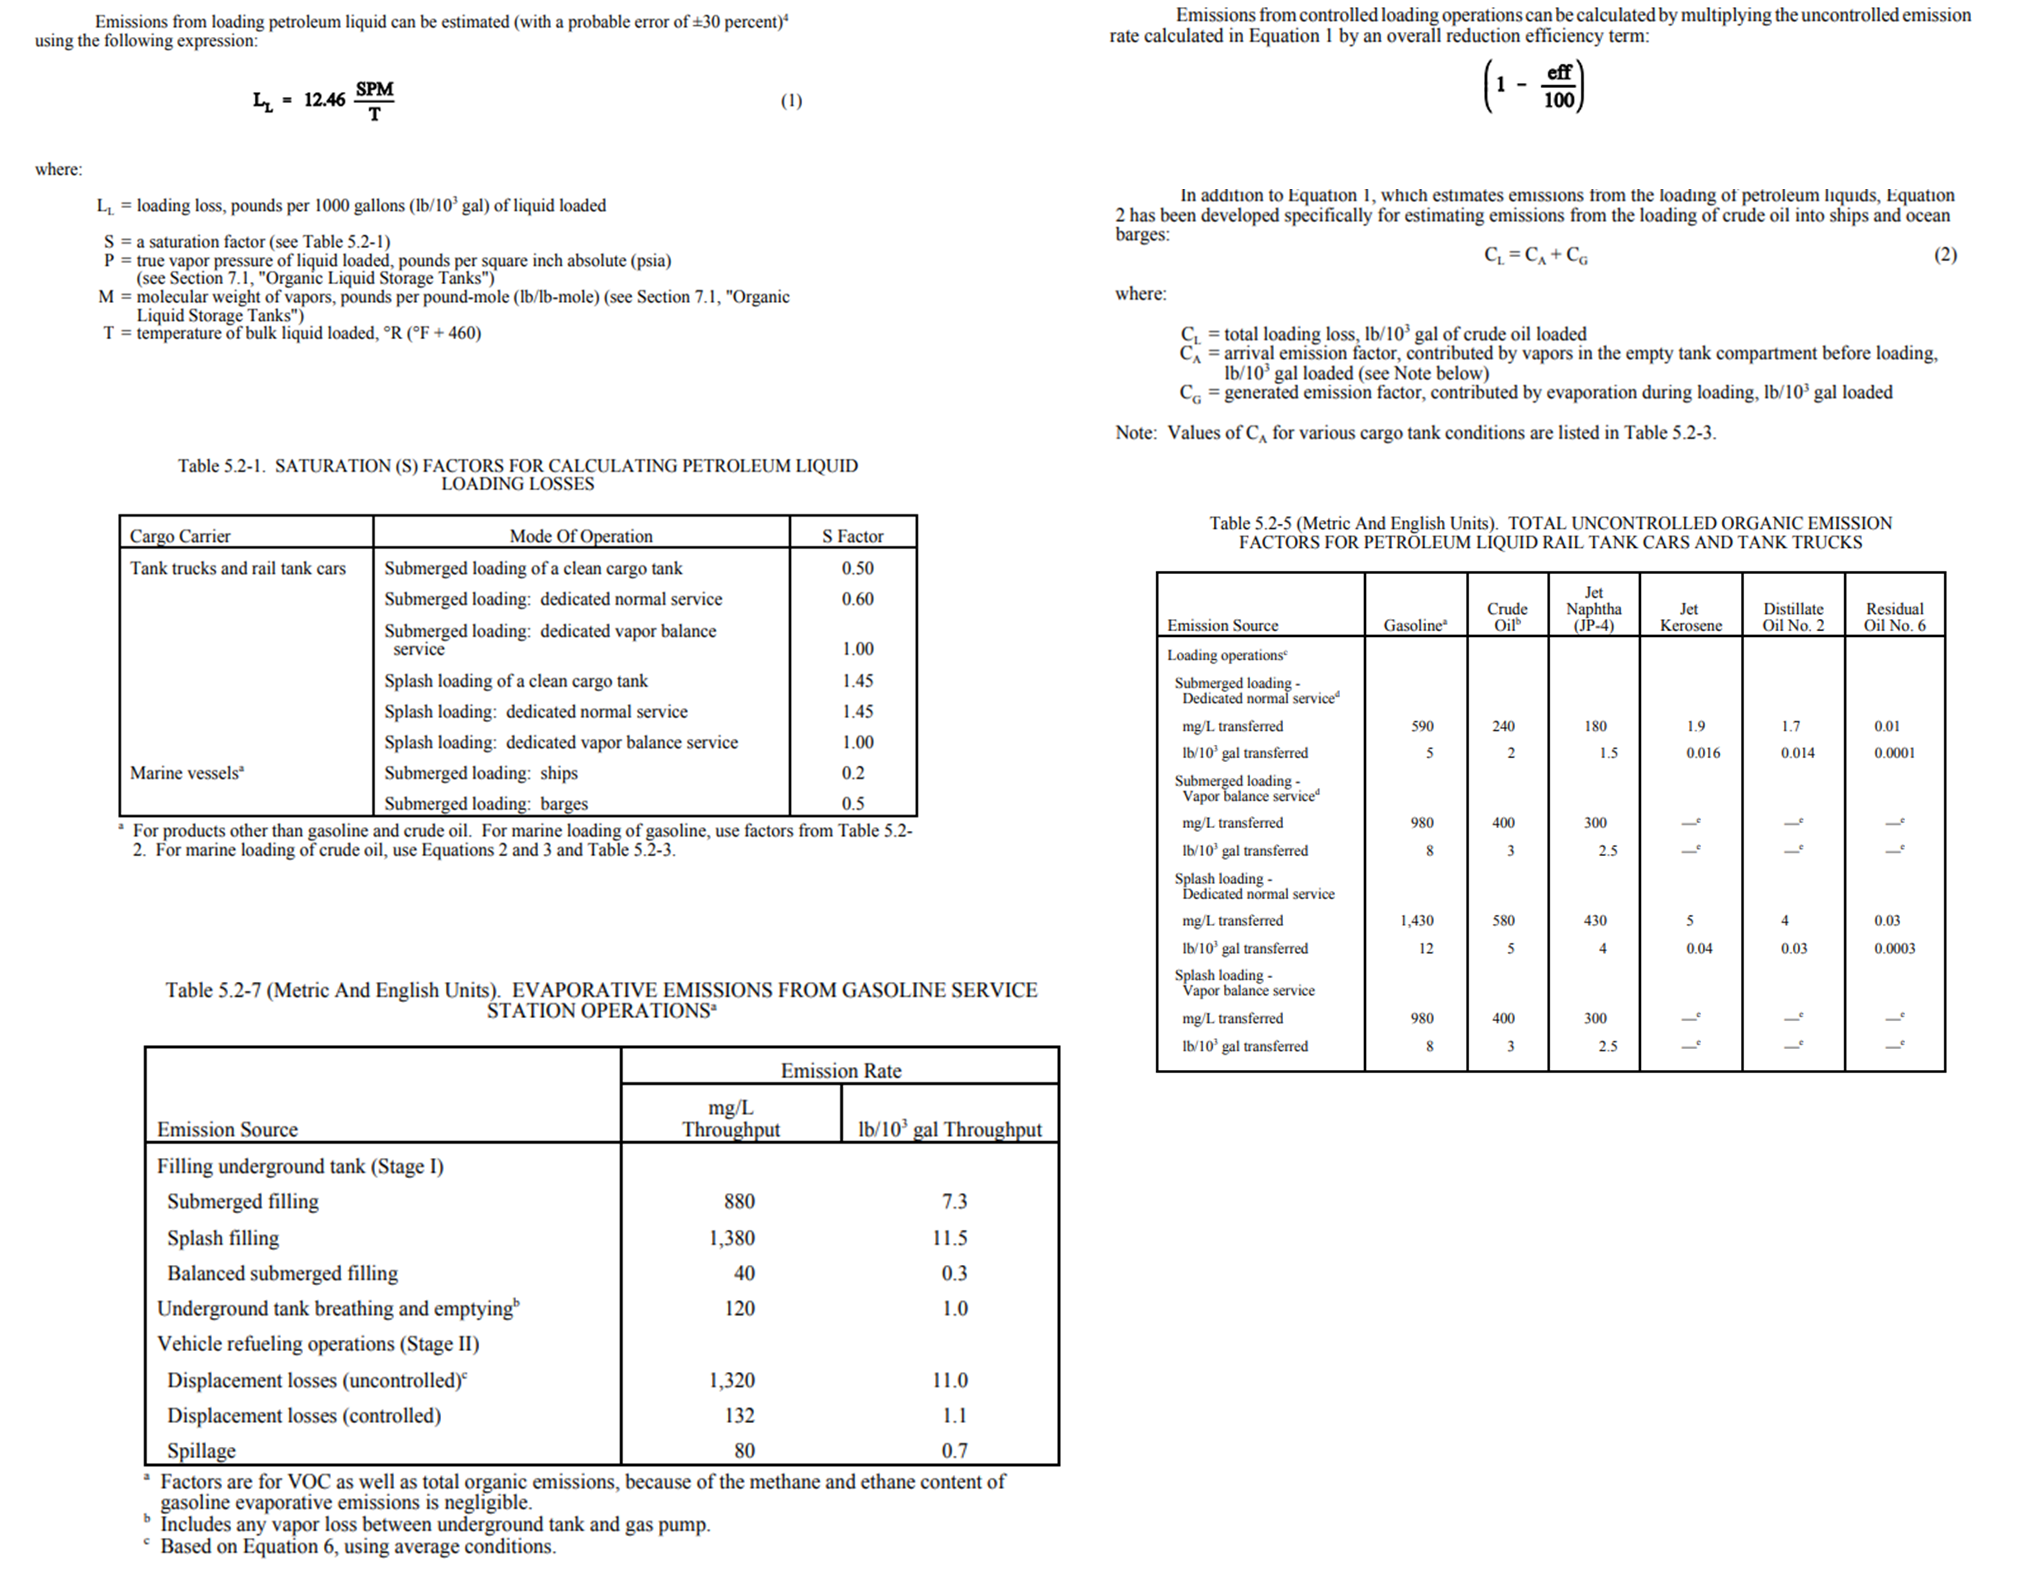 Emissions from loading petroleum liquid can be estimated (with a probable error of ±30 percent)⁴
using the following expression:
L_L = 12.46 SPM / T (1)
where:
L_L = loading loss, pounds per 1000 gallons (lb/10³ gal) of liquid loaded
S = a saturation factor (see Table 5.2-1)
P = true vapor pressure of liquid loaded, pounds per square inch absolute (psia)
(see Section 7.1, "Organic Liquid Storage Tanks")
M = molecular weight of vapors, pounds per pound-mole (lb/lb-mole) (see Section 7.1, "Organic
Liquid Storage Tanks")
T = temperature of bulk liquid loaded, °R (°F + 460)
Table 5.2-1. SATURATION (S) FACTORS FOR CALCULATING PETROLEUM LIQUID
LOADING LOSSES
Cargo Carrier Mode Of Operation S Factor
Tank trucks and rail tank cars Submerged loading of a clean cargo tank 0.50
Submerged loading: dedicated normal service 0.60
Submerged loading: dedicated vapor balance
service 1.00
Splash loading of a clean cargo tank 1.45
Splash loading: dedicated normal service 1.45
Splash loading: dedicated vapor balance service 1.00
Marine vesselsᵃ Submerged loading: ships 0.2
Submerged loading: barges 0.5
ᵃ For products other than gasoline and crude oil. For marine loading of gasoline, use factors from Table 5.2-
2. For marine loading of crude oil, use Equations 2 and 3 and Table 5.2-3.
Table 5.2-7 (Metric And English Units). EVAPORATIVE EMISSIONS FROM GASOLINE SERVICE
STATION OPERATIONSᵃ
Emission Rate
mg/L
Emission Source Throughput lb/10³ gal Throughput
Filling underground tank (Stage I)
Submerged filling 880 7.3
Splash filling 1,380 11.5
Balanced submerged filling 40 0.3
Underground tank breathing and emptyingᵇ 120 1.0
Vehicle refueling operations (Stage II)
Displacement losses (uncontrolled)ᶜ 1,320 11.0
Displacement losses (controlled) 132 1.1
Spillage 80 0.7
ᵃ Factors are for VOC as well as total organic emissions, because of the methane and ethane content of
gasoline evaporative emissions is negligible.
ᵇ Includes any vapor loss between underground tank and gas pump.
ᶜ Based on Equation 6, using average conditions.
Emissions from controlled loading operations can be calculated by multiplying the uncontrolled emission
rate calculated in Equation 1 by an overall reduction efficiency term:
(1 - eff / 100)
In addition to Equation 1, which estimates emissions from the loading of petroleum liquids, Equation
2 has been developed specifically for estimating emissions from the loading of crude oil into ships and ocean
barges:
C_L = C_A + C_G (2)
where:
C_L = total loading loss, lb/10³ gal of crude oil loaded
C_A = arrival emission factor, contributed by vapors in the empty tank compartment before loading,
lb/10³ gal loaded (see Note below)
C_G = generated emission factor, contributed by evaporation during loading, lb/10³ gal loaded
Note: Values of C_A for various cargo tank conditions are listed in Table 5.2-3.
Table 5.2-5 (Metric And English Units). TOTAL UNCONTROLLED ORGANIC EMISSION
FACTORS FOR PETROLEUM LIQUID RAIL TANK CARS AND TANK TRUCKS
Jet
Crude Naphtha Jet Distillate Residual
Emission Source Gasolineᵃ Oilᵇ (JP-4) Kerosene Oil No. 2 Oil No. 6
Loading operationsᶜ
Submerged loading -
Dedicated normal serviceᵈ
mg/L transferred 590 240 180 1.9 1.7 0.01
lb/10³ gal transferred 5 2 1.5 0.016 0.014 0.0001
Submerged loading -
Vapor balance serviceᵈ
mg/L transferred 980 400 300 —ᵉ —ᵉ —ᵉ
lb/10³ gal transferred 8 3 2.5 —ᵉ —ᵉ —ᵉ
Splash loading -
Dedicated normal service
mg/L transferred 1,430 580 430 5 4 0.03
lb/10³ gal transferred 12 5 4 0.04 0.03 0.0003
Splash loading -
Vapor balance service
mg/L transferred 980 400 300 —ᵉ —ᵉ —ᵉ
lb/10³ gal transferred 8 3 2.5 —ᵉ —ᵉ —ᵉ